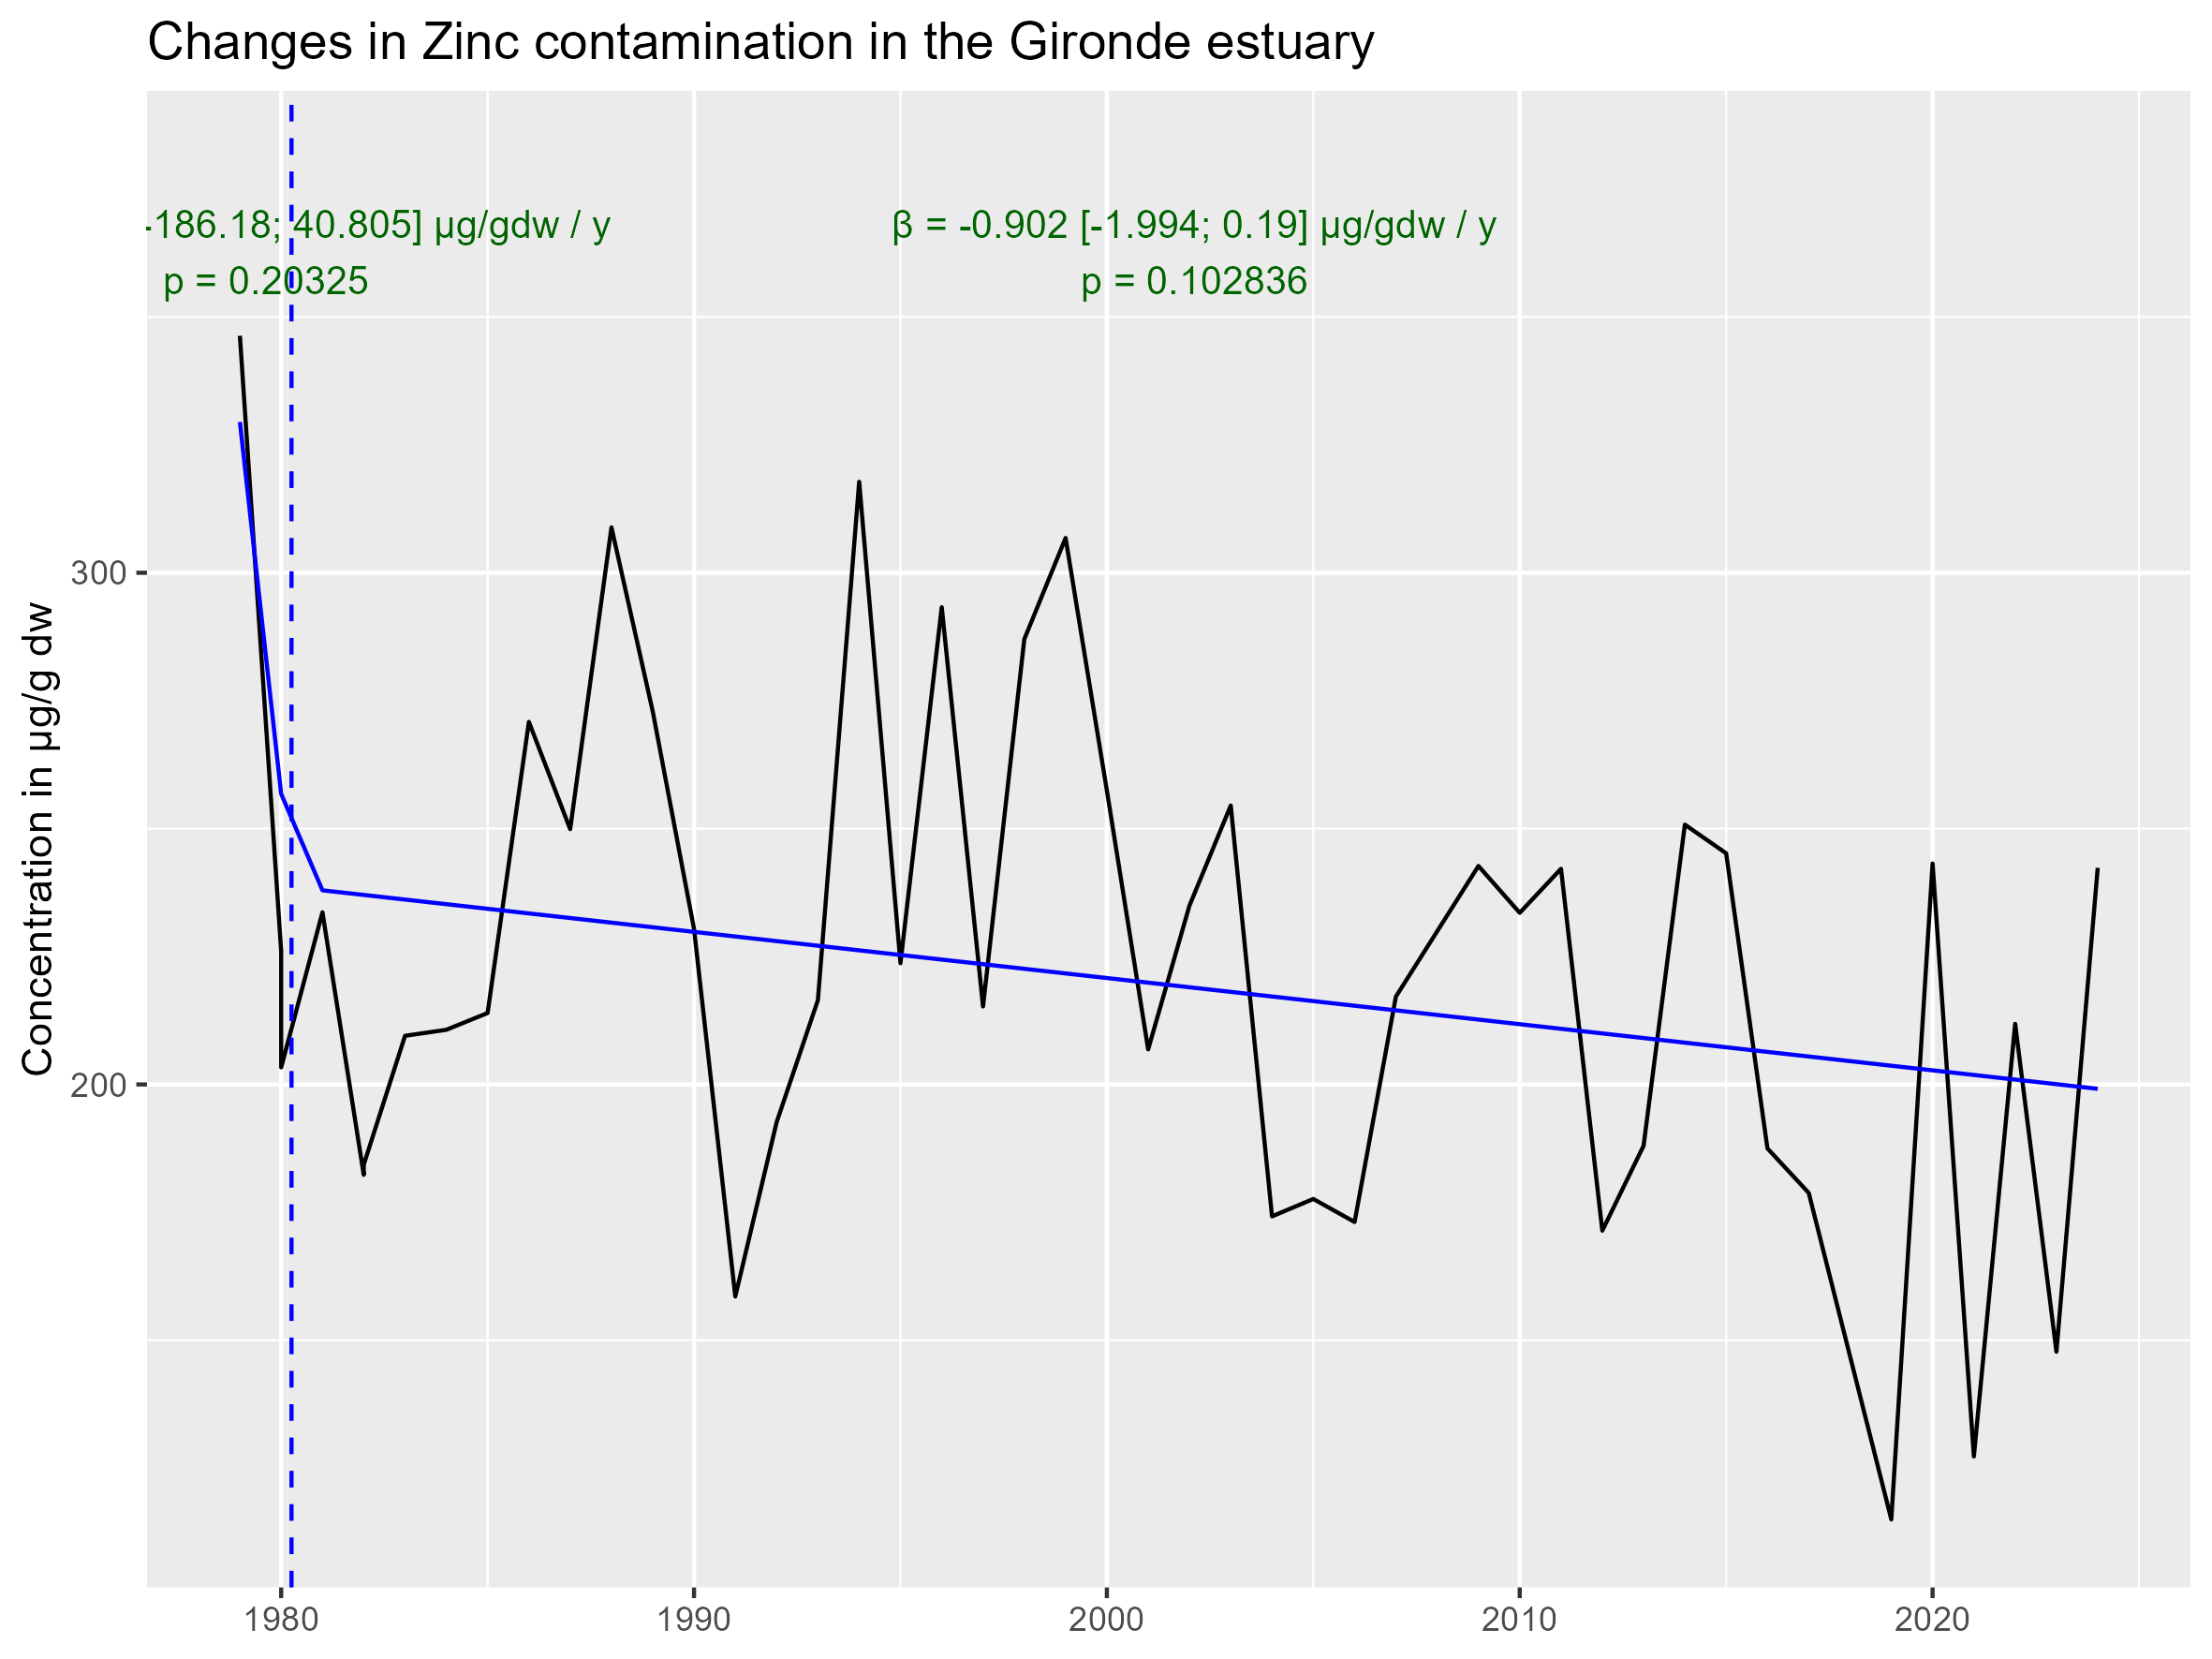 Changes in Zinc contamination in the Gironde estuary
-186.18; 40.805] µg/gdw / y
p = 0.20325
β = -0.902 [-1.994; 0.19] µg/gdw / y
p = 0.102836
Concentration in µg/g dw
300
200
1980
1990
2000
2010
2020